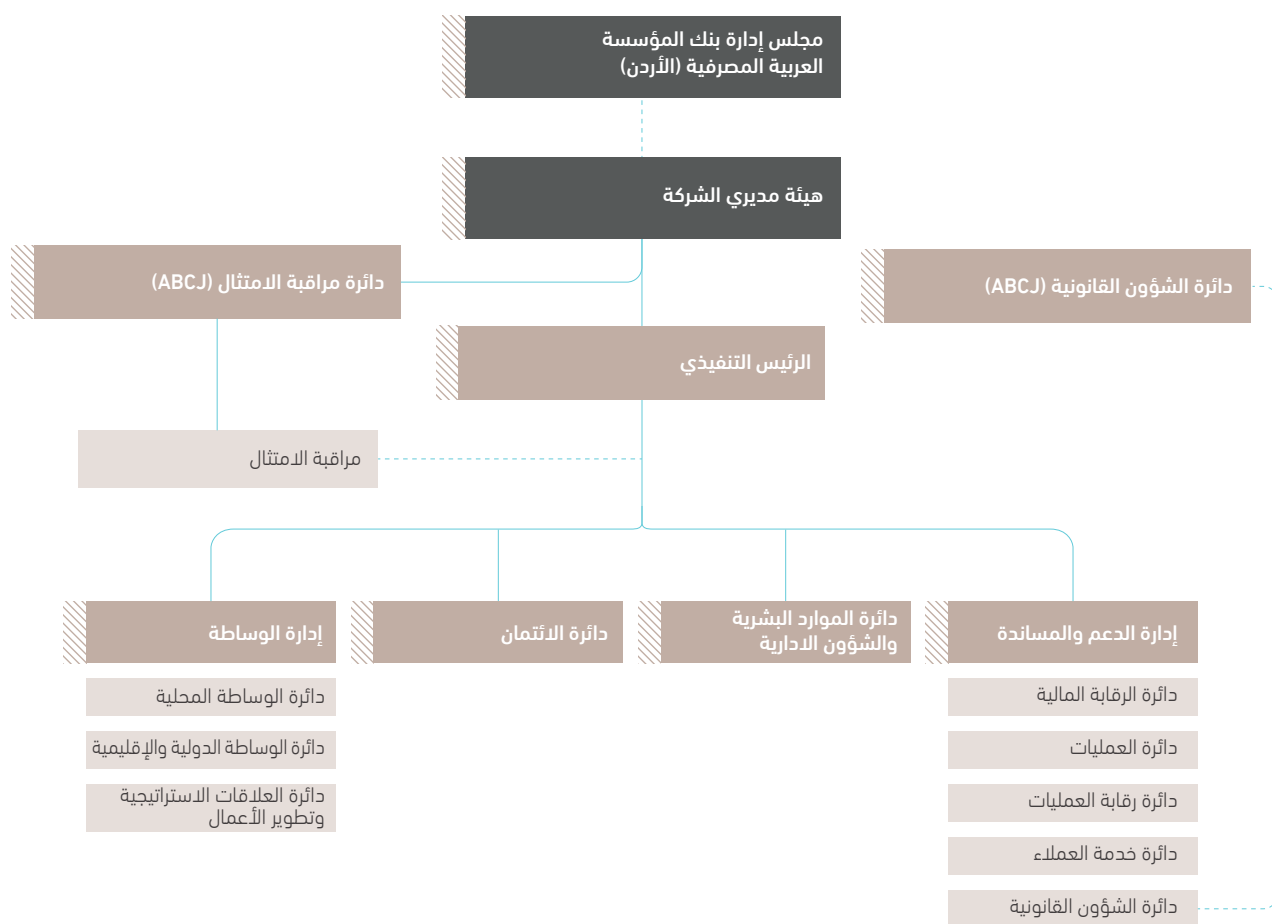 مجلس إدارة بنك المؤسسة
العربية المصرفية (الأردن)
هيئة مديري الشركة
دائرة الشؤون القانونية (ABCJ)
دائرة مراقبة الامتثال (ABCJ)
الرئيس التنفيذي
مراقبة الامتثال
إدارة الدعم والمساندة
دائرة الرقابة المالية
دائرة العمليات
دائرة رقابة العمليات
دائرة خدمة العملاء
دائرة الشؤون القانونية
دائرة الموارد البشرية
والشؤون الادارية
دائرة الائتمان
إدارة الوساطة
دائرة الوساطة المحلية
دائرة الوساطة الدولية والإقليمية
دائرة العلاقات الاستراتيجية
وتطوير الأعمال